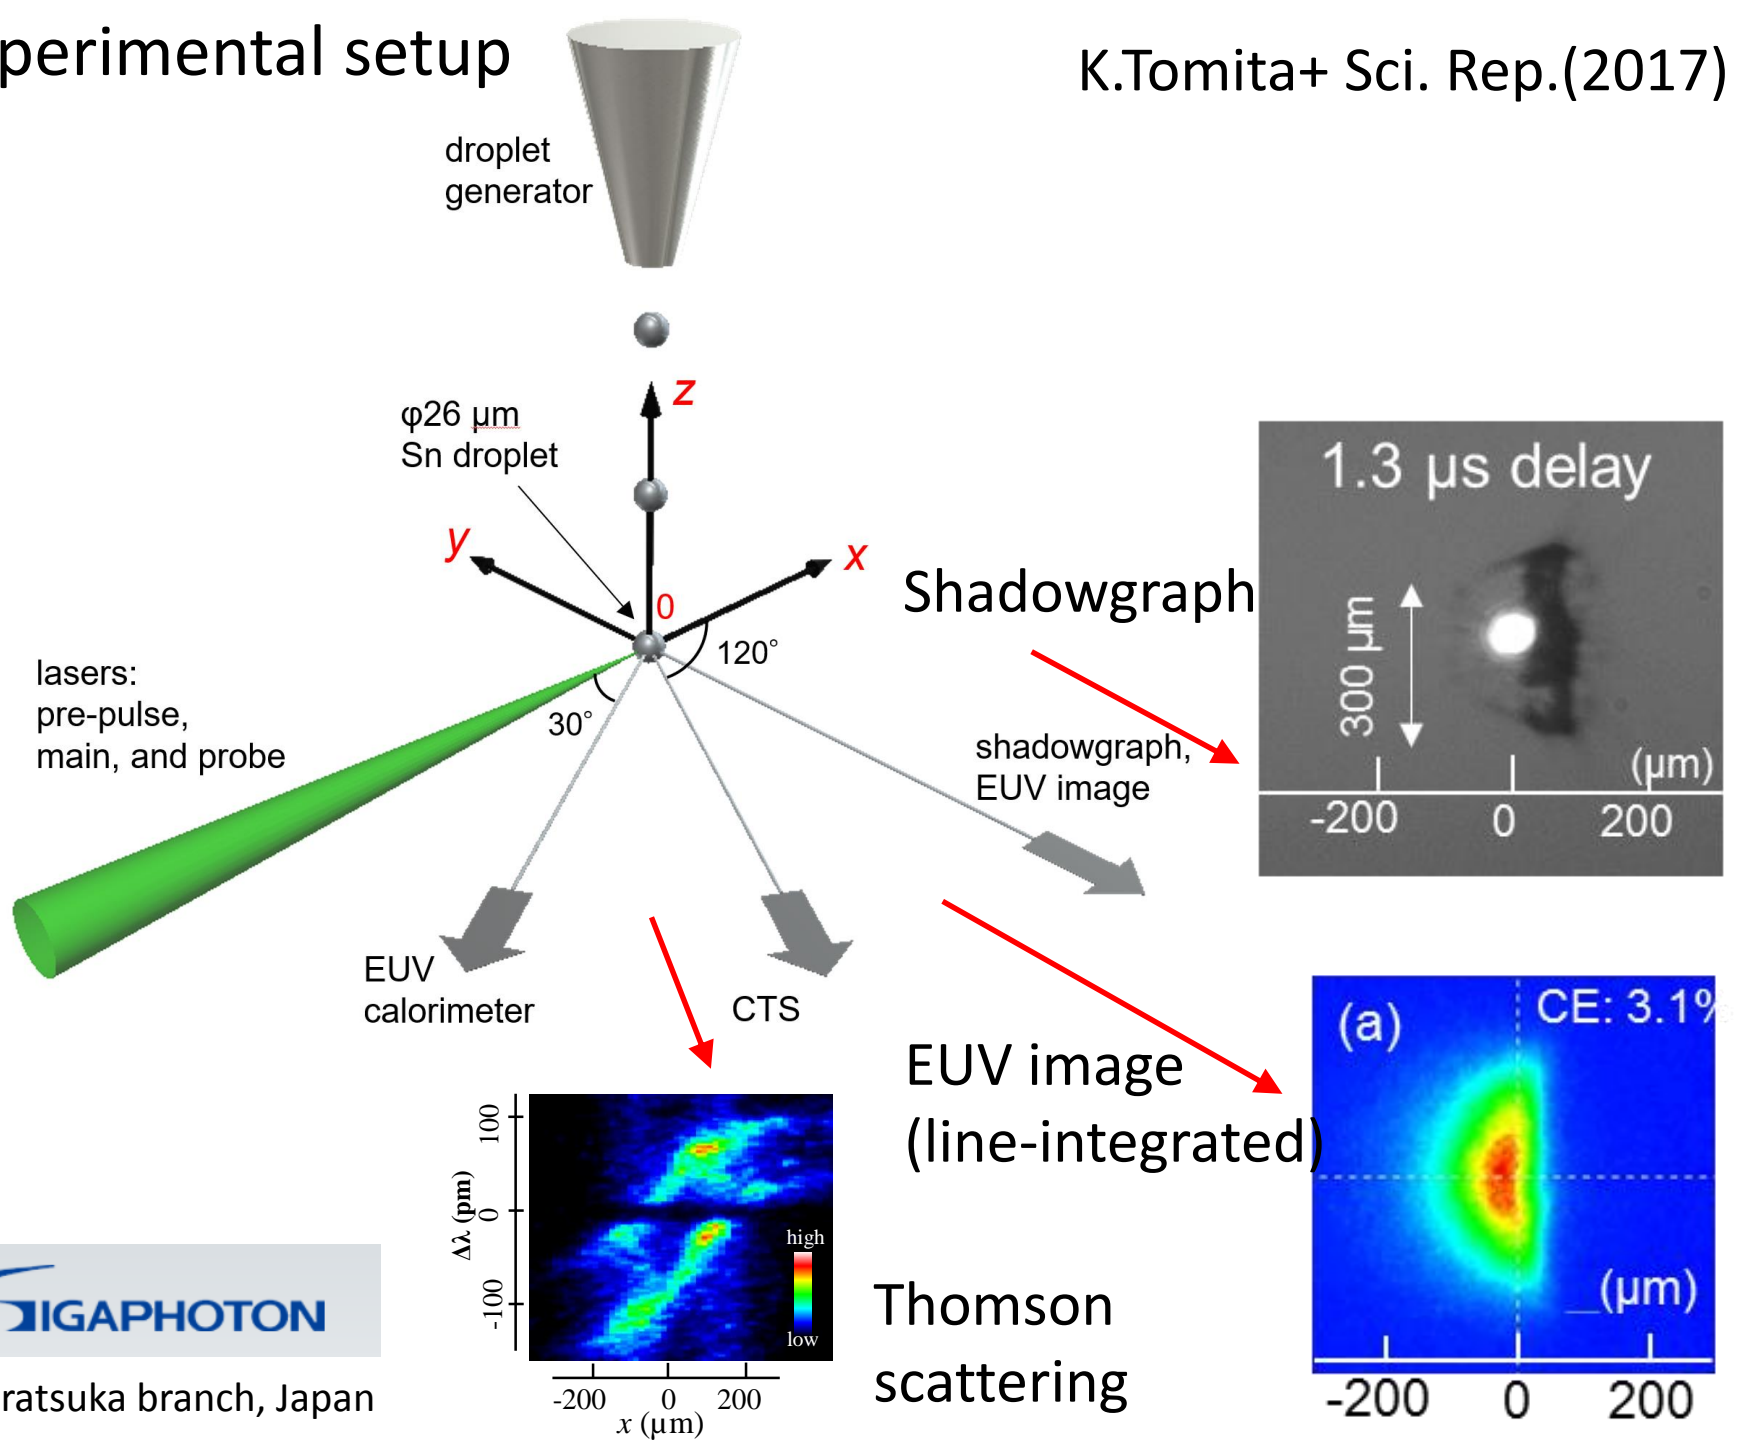 perimental setup
K.Tomita+ Sci. Rep.(2017)
droplet
generator
z
φ26 μm
Sn droplet
y
x
0
120°
30°
lasers:
pre-pulse,
main, and probe
Shadowgraph
shadowgraph,
EUV image
1.3 μs delay
300 μm
(μm)
-200 0 200
EUV
calorimeter
CTS
EUV image
(line-integrated)
(a)
CE: 3.1%
(μm)
-200 0 200
Δλ (pm)
100
0
-100
high
low
-200 0 200
x (μm)
Thomson
scattering
GIGAPHOTON
ratsuka branch, Japan